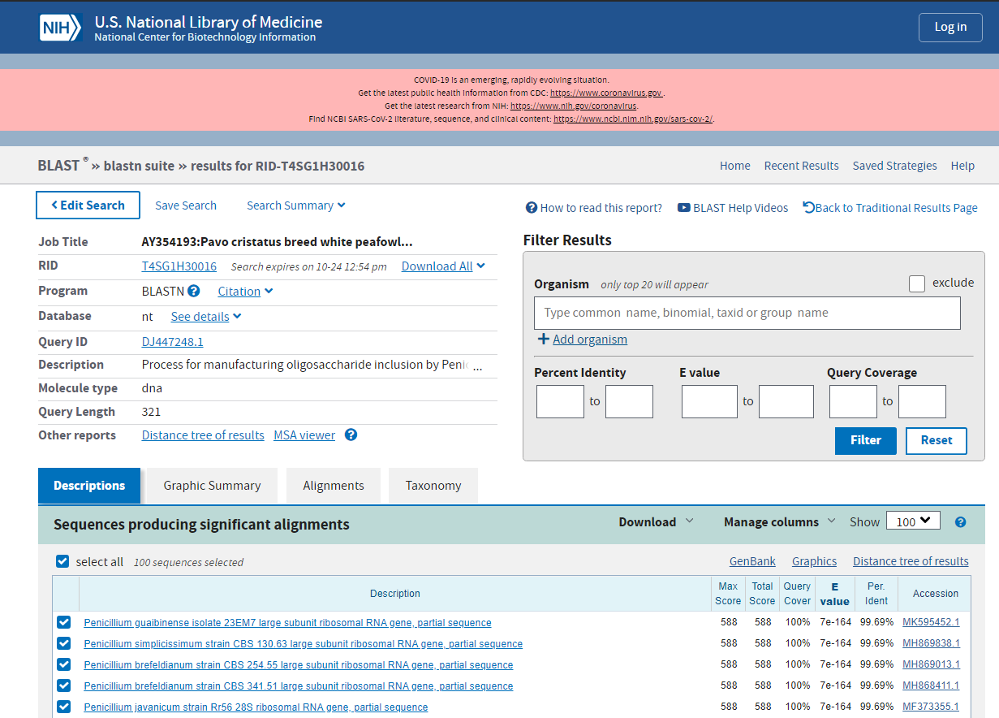 NIH
U.S. National Library of Medicine
National Center for Biotechnology Information
Log in
COVID-19 is an emerging, rapidly evolving situation.
Get the latest public health information from CDC: https://www.coronavirus.gov .
Get the latest research from NIH: https://www.nih.gov/coronavirus.
Find NCBI SARS-CoV-2 literature, sequence, and clinical content: https://www.ncbi.nlm.nih.gov/sars-cov-2/.
BLAST ® » blastn suite » results for RID-T4SG1H30016
Home Recent Results Saved Strategies Help
Edit Search Save Search Search Summary
How to read this report? BLAST Help Videos Back to Traditional Results Page
Job Title AY354193:Pavo cristatus breed white peafowl...
RID T4SG1H30016 Search expires on 10-24 12:54 pm Download All
Program BLASTN ? Citation
Database nt See details
Query ID DJ447248.1
Description Process for manufacturing oligosaccharide inclusion by Penic ...
Molecule type dna
Query Length 321
Other reports Distance tree of results MSA viewer ?
Filter Results
Organism only top 20 will appear exclude
Type common name, binomial, taxid or group name
+ Add organism
Percent Identity E value Query Coverage
to to to
Filter Reset
Descriptions Graphic Summary Alignments Taxonomy
Sequences producing significant alignments Download Manage columns Show 100 ?
select all 100 sequences selected GenBank Graphics Distance tree of results
Description Max Score Total Score Query Cover E value Per. Ident Accession
Penicillium guaibinense isolate 23EM7 large subunit ribosomal RNA gene, partial sequence 588 588 100% 7e-164 99.69% MK595452.1
Penicillium simplicissimum strain CBS 130.63 large subunit ribosomal RNA gene, partial sequence 588 588 100% 7e-164 99.69% MH869838.1
Penicillium brefeldianum strain CBS 254.55 large subunit ribosomal RNA gene, partial sequence 588 588 100% 7e-164 99.69% MH869013.1
Penicillium brefeldianum strain CBS 341.51 large subunit ribosomal RNA gene, partial sequence 588 588 100% 7e-164 99.69% MH868411.1
Penicillium javanicum strain Rr56 28S ribosomal RNA gene, partial sequence 588 588 100% 7e-164 99.69% MF373355.1